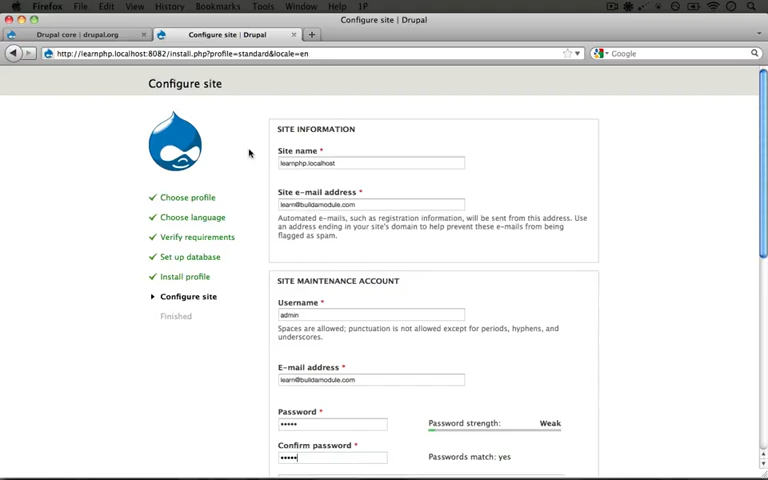 Firefox File Edit View History Bookmarks Tools Window Help 1P
Configure site | Drupal
Drupal core | drupal.org
Configure site | Drupal
http://learnphp.localhost:8082/install.php?profile=standard&locale=en
Google
Configure site
Choose profile
Choose language
Verify requirements
Set up database
Install profile
Configure site
Finished
SITE INFORMATION
Site name *
learnphp.localhost
Site e-mail address *
learn@buildamodule.com
Automated e-mails, such as registration information, will be sent from this address. Use
an address ending in your site's domain to help prevent these e-mails from being
flagged as spam.
SITE MAINTENANCE ACCOUNT
Username *
admin
Spaces are allowed; punctuation is not allowed except for periods, hyphens, and
underscores.
E-mail address *
learn@buildamodule.com
Password *
•••••
Password strength: Weak
Confirm password *
•••••
Passwords match: yes